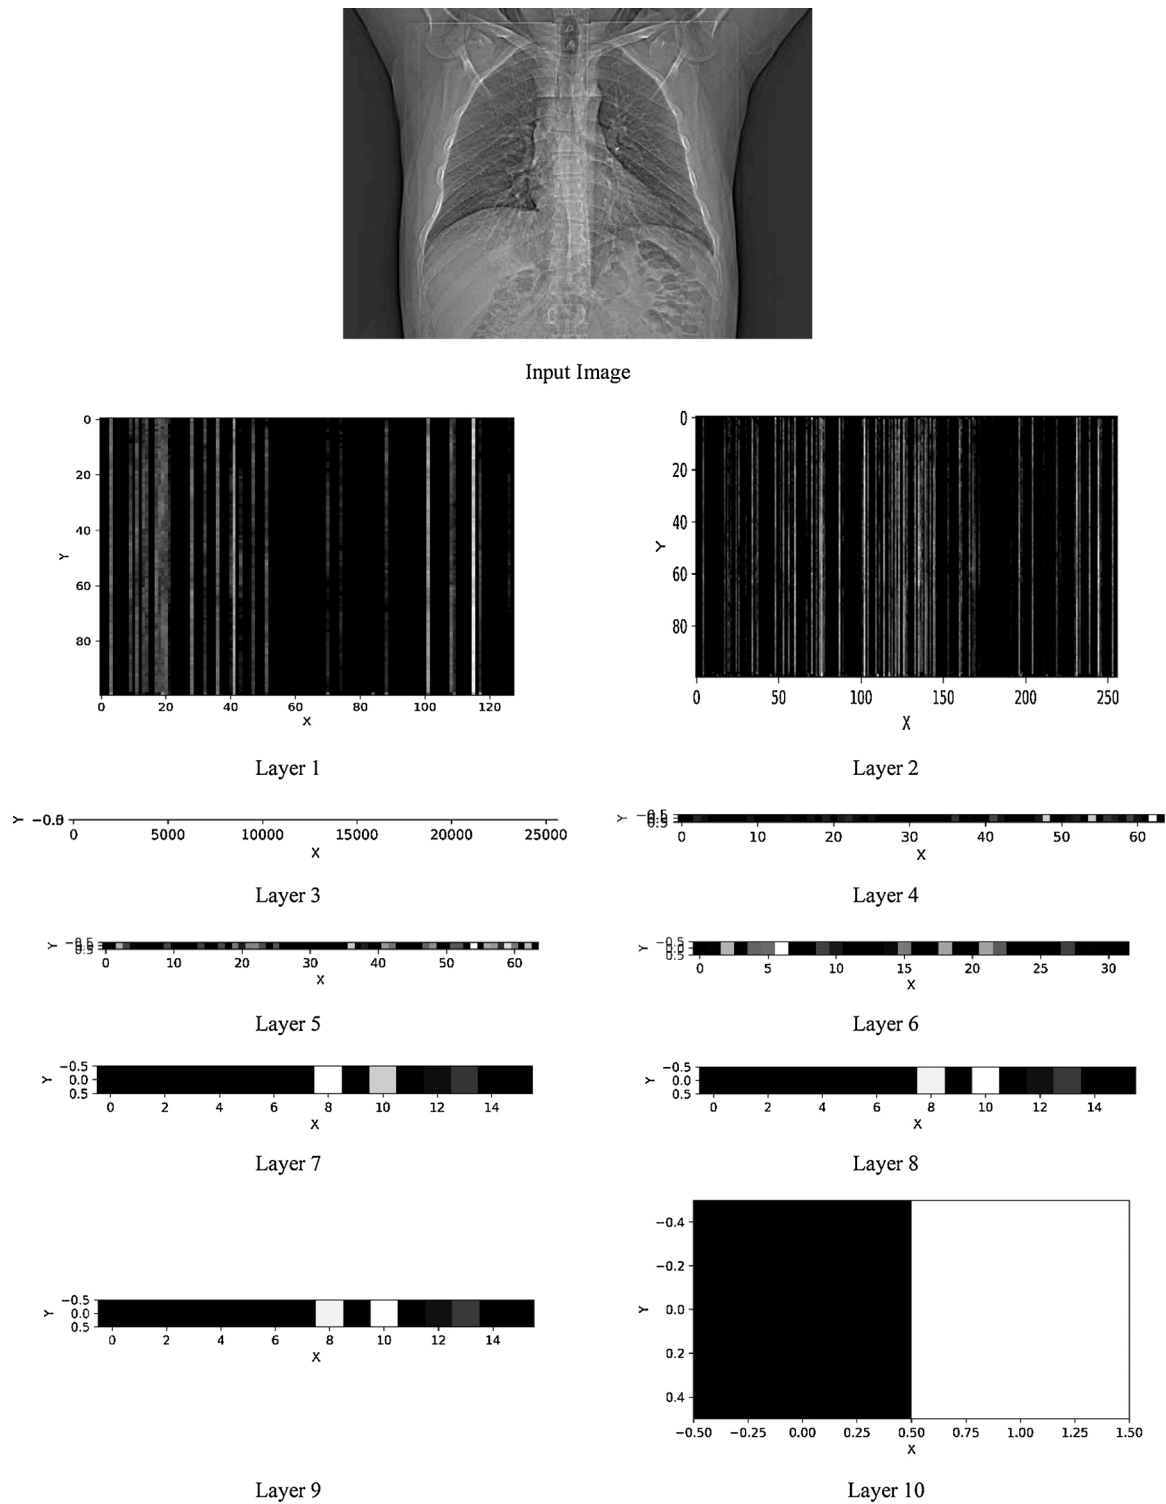 Input Image
0
20
40
60
80
Y
0 20 40 60 80 100 120
X
Layer 1
0
20
40
60
80
Y
0 50 100 150 200 250
X
Layer 2
Y
0 5000 10000 15000 20000 25000
X
Layer 3
Y
0 10 20 30 40 50 60
X
Layer 4
Y
0 10 20 30 40 50 60
X
Layer 5
Y
−0.5
0.0
0.5
0 5 10 15 20 25 30
X
Layer 6
−0.5
Y 0.0
0.5
0 2 4 6 8 10 12 14
X
Layer 7
−0.5
Y 0.0
0.5
0 2 4 6 8 10 12 14
X
Layer 8
−0.5
Y 0.0
0.5
0 2 4 6 8 10 12 14
X
Layer 9
−0.4
−0.2
Y 0.0
0.2
0.4
−0.50 −0.25 0.00 0.25 0.50 0.75 1.00 1.25 1.50
X
Layer 10